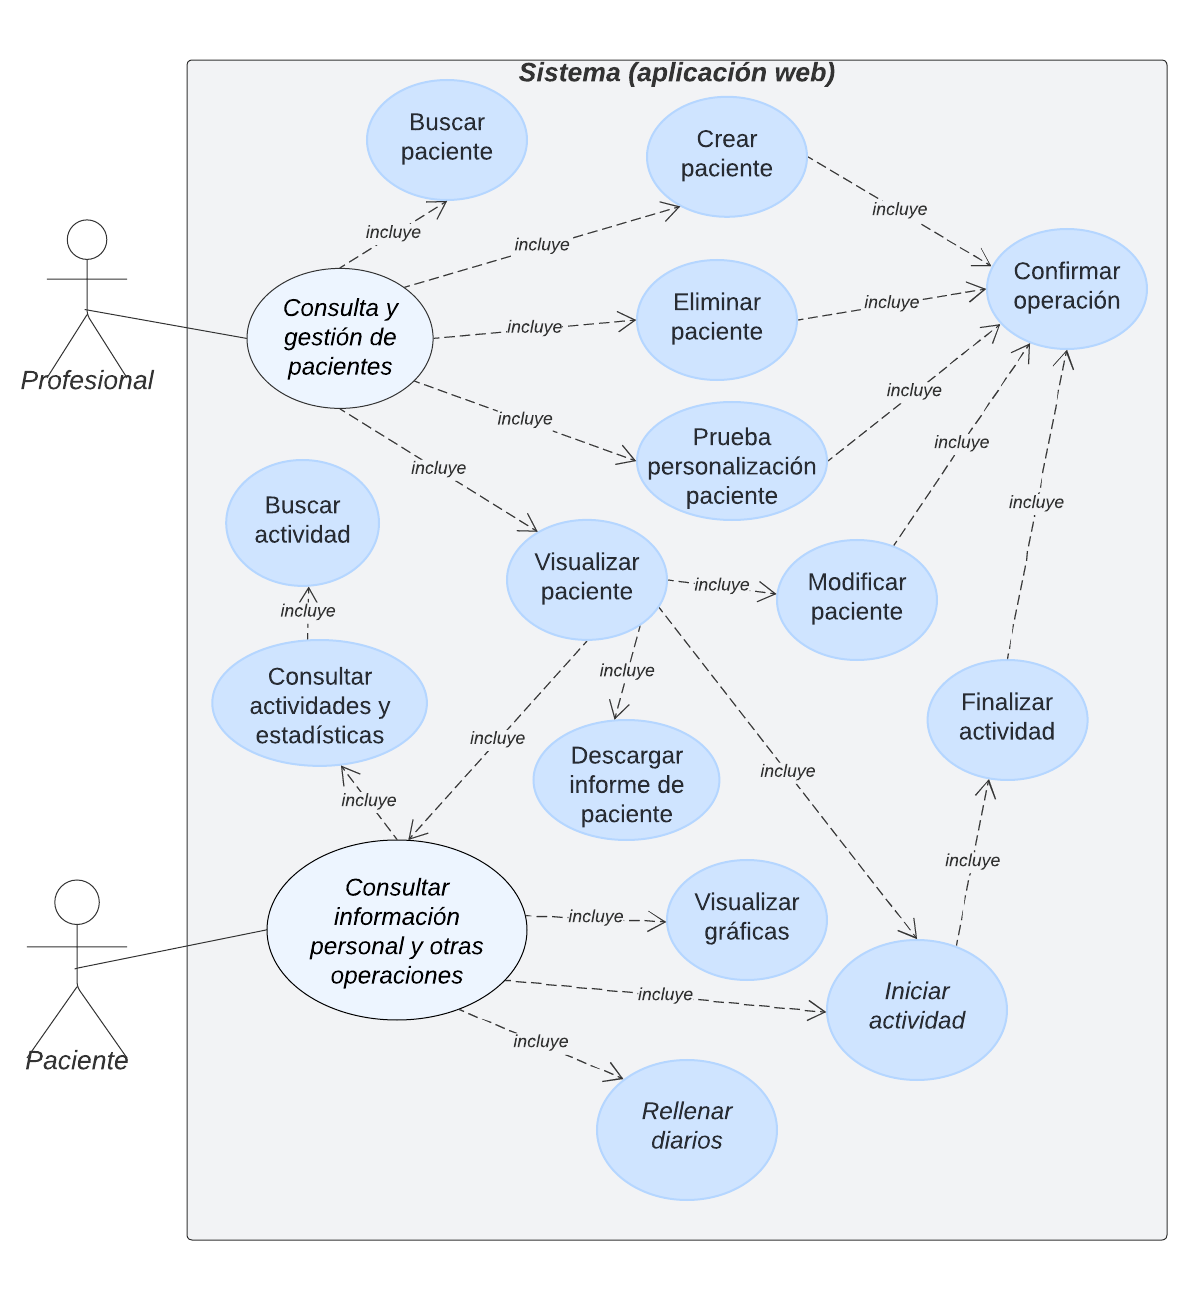 Sistema (aplicación web)
Buscar
paciente
Crear
paciente
incluye
incluye
incluye
Confirmar
operación
Consulta y
gestión de
pacientes
Eliminar
paciente
incluye
incluye
Profesional
incluye
incluye
Prueba
personalización
paciente
incluye
incluye
incluye
Buscar
actividad
Visualizar
paciente
incluye
Modificar
paciente
incluye
Consultar
actividades y
estadísticas
incluye
Finalizar
actividad
incluye
Descargar
informe de
paciente
incluye
incluye
incluye
Consultar
información
personal y otras
operaciones
incluye
Visualizar
gráficas
incluye
incluye
Iniciar
actividad
Paciente
incluye
Rellenar
diarios